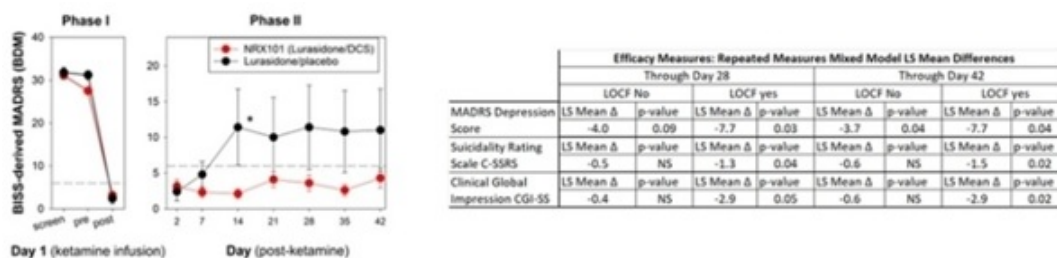 Phase I
Phase II
BISS-derived MADRS (BDM)
40
30
20
10
0
screen
pre
post
Day 1 (ketamine infusion)
NRX101 (Lurasidone/DCS)
Lurasidone/placebo
20
15
10
5
0
*
2 7 14 21 28 35 42
Day (post-ketamine)
Efficacy Measures: Repeated Measures Mixed Model LS Mean Differences
Through Day 28 Through Day 42
LOCF No LOCF yes LOCF No LOCF yes
MADRS Depression LS Mean Δ p-value LS Mean Δ p-value LS Mean Δ p-value LS Mean Δ p-value
Score -4.0 0.09 -7.7 0.03 -3.7 0.04 -7.7 0.04
Suicidality Rating LS Mean Δ p-value LS Mean Δ p-value LS Mean Δ p-value LS Mean Δ p-value
Scale C-SSRS -0.5 NS -1.3 0.04 -0.6 NS -1.5 0.02
Clinical Global LS Mean Δ p-value LS Mean Δ p-value LS Mean Δ p-value LS Mean Δ p-value
Impression CGI-SS -0.4 NS -2.9 0.05 -0.6 NS -2.9 0.02